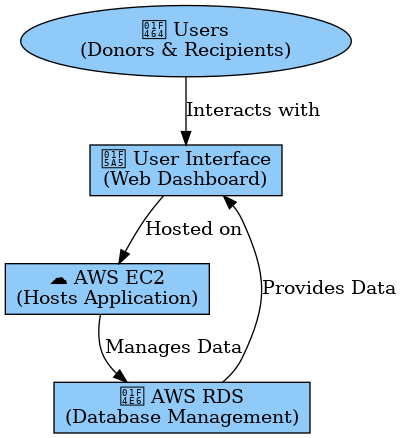 👤 Users
(Donors & Recipients)
Interacts with
🖥 User Interface
(Web Dashboard)
Hosted on
☁ AWS EC2
(Hosts Application)
Provides Data
Manages Data
📦 AWS RDS
(Database Management)